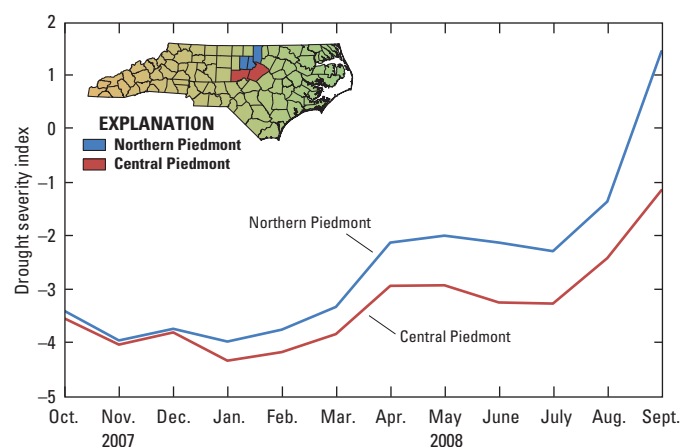 2
1
0
–1
–2
–3
–4
–5
Drought severity index
EXPLANATION
Northern Piedmont
Central Piedmont
Northern Piedmont
Central Piedmont
Oct. Nov. Dec. Jan. Feb. Mar. Apr. May June July Aug. Sept.
2007 2008